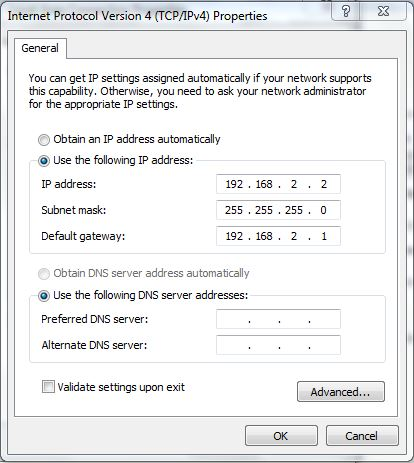 Internet Protocol Version 4 (TCP/IPv4) Properties
General
You can get IP settings assigned automatically if your network supports
this capability. Otherwise, you need to ask your network administrator
for the appropriate IP settings.
Obtain an IP address automatically
Use the following IP address:
IP address: 192 . 168 . 2 . 2
Subnet mask: 255 . 255 . 255 . 0
Default gateway: 192 . 168 . 2 . 1
Obtain DNS server address automatically
Use the following DNS server addresses:
Preferred DNS server: . . .
Alternate DNS server: . . .
Validate settings upon exit
Advanced...
OK Cancel